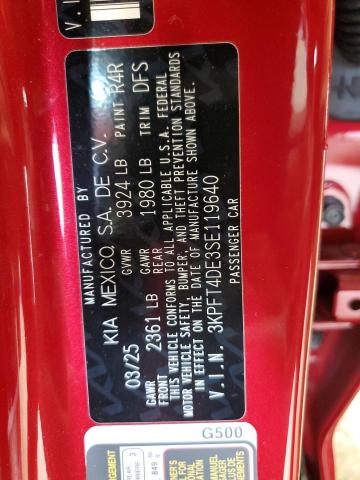 MANUFACTURED BY
KIA MEXICO, S.A. DE C.V.
03/25 GVWR 3924 LB PAINT R4R
GAWR FRONT 2361 LB GAWR REAR 1980 LB TRIM DFS
THIS VEHICLE CONFORMS TO ALL APPLICABLE U.S.A. FEDERAL
MOTOR VEHICLE SAFETY, BUMPER, AND THEFT PREVENTION STANDARDS
IN EFFECT ON THE DATE OF MANUFACTURE SHOWN ABOVE.
V.I.N. 3KPFT4DE3SE119640
PASSENGER CAR
G500
V.I